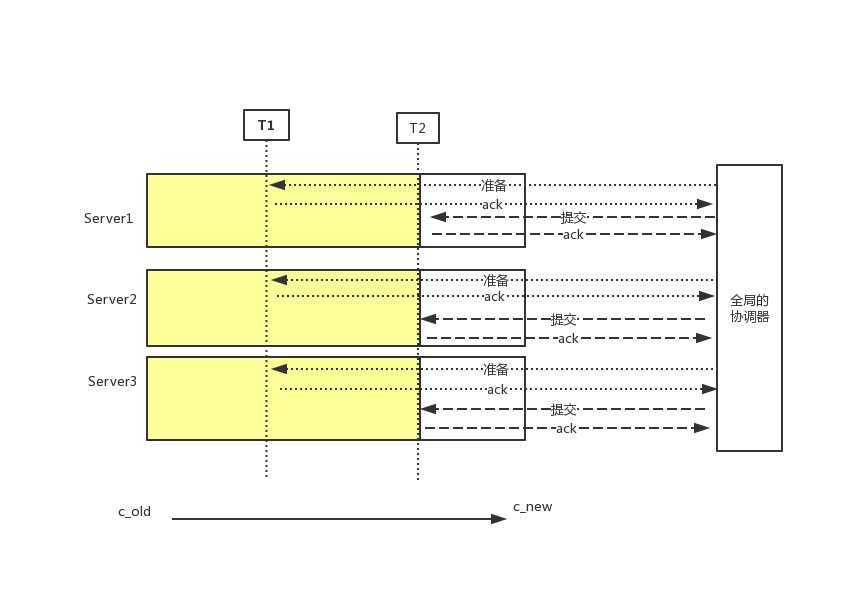 T1
T2
准备
ack
提交
ack
Server1
准备
ack
提交
ack
Server2
全局的
协调器
准备
ack
提交
ack
Server3
c_old
c_new